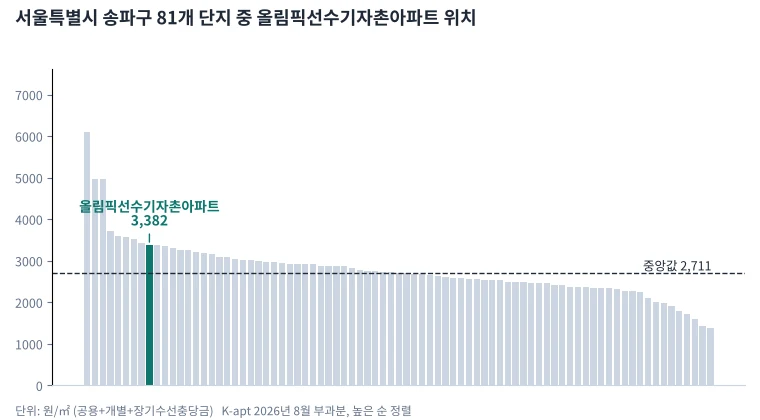 서울특별시 송파구 81개 단지 중 올림픽선수기자촌아파트 위치
7000
6000
5000
올림픽선수기자촌아파트
4000
3,382
3000
중앙값 2,711
2000
1000
0
단위: 원/㎡ (공용+개별+장기수선충당금) K-apt 2026년 8월 부과분, 높은 순 정렬